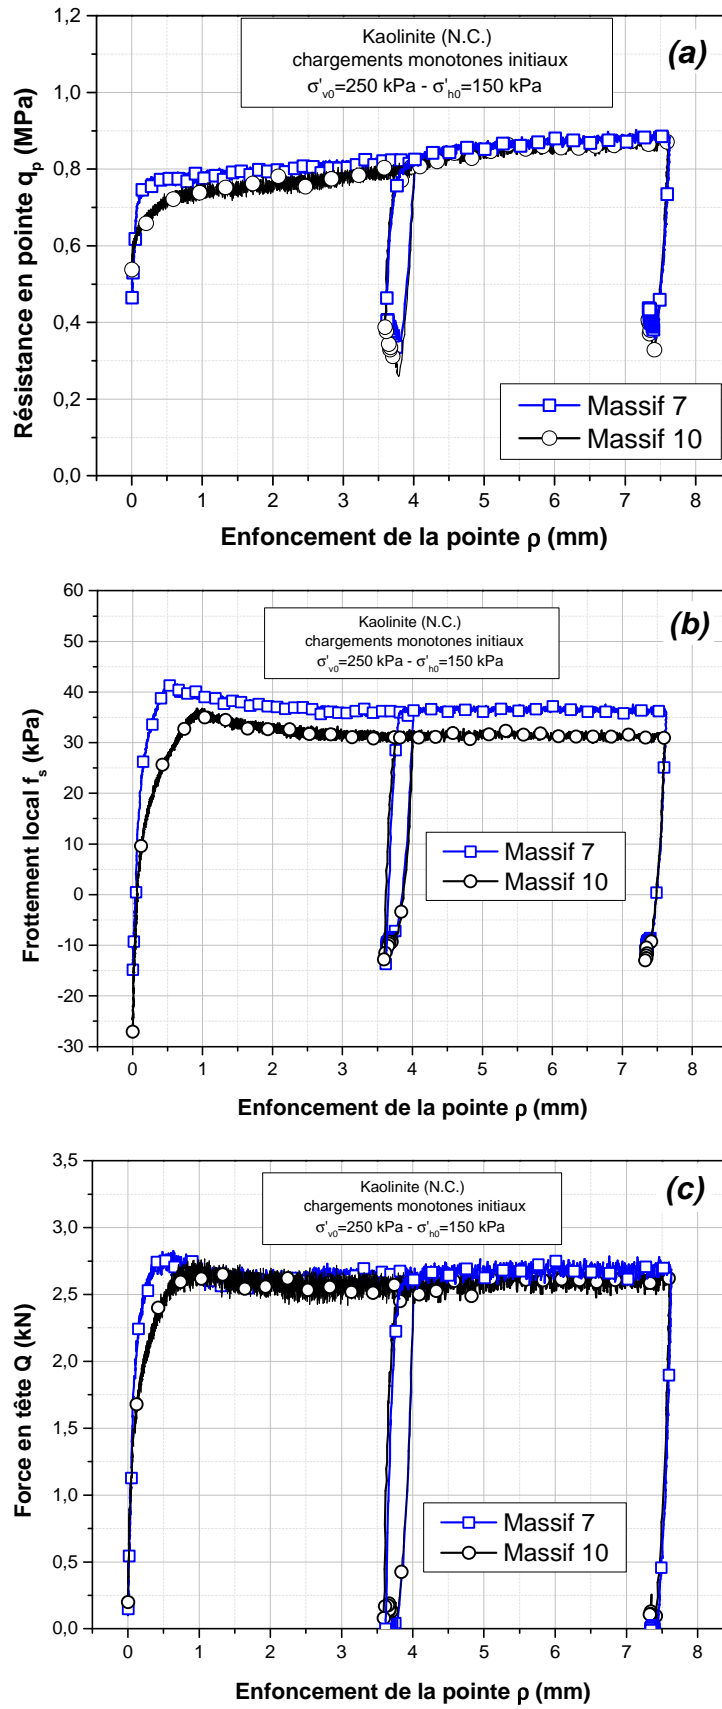 1,2
1,0
0,8
0,6
0,4
0,2
0,0
Résistance en pointe qp (MPa)
Kaolinite (N.C.)
chargements monotones initiaux
σ'v0=250 kPa - σ'h0=150 kPa
(a)
Massif 7
Massif 10
0 1 2 3 4 5 6 7 8
Enfoncement de la pointe ρ (mm)
60
50
40
30
20
10
0
-10
-20
-30
Frottement local fs (kPa)
Kaolinite (N.C.)
chargements monotones initiaux
σ'v0=250 kPa - σ'h0=150 kPa
(b)
Massif 7
Massif 10
0 1 2 3 4 5 6 7 8
Enfoncement de la pointe ρ (mm)
3,5
3,0
2,5
2,0
1,5
1,0
0,5
0,0
Force en tête Q (kN)
Kaolinite (N.C.)
chargements monotones initiaux
σ'v0=250 kPa - σ'h0=150 kPa
(c)
Massif 7
Massif 10
0 1 2 3 4 5 6 7 8
Enfoncement de la pointe ρ (mm)